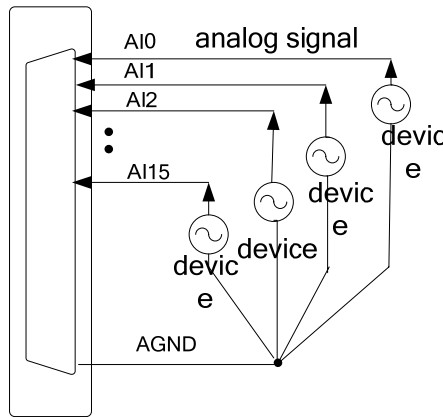 AI0 analog signal
AI1
AI2
devic
e
AI15
devic
e
device
devic
e
AGND